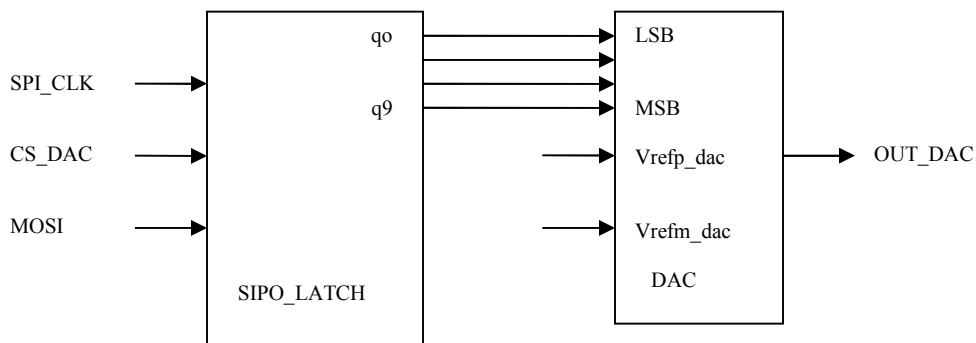 qo
LSB
SPI_CLK
q9
MSB
CS_DAC
Vrefp_dac
OUT_DAC
MOSI
Vrefm_dac
DAC
SIPO_LATCH